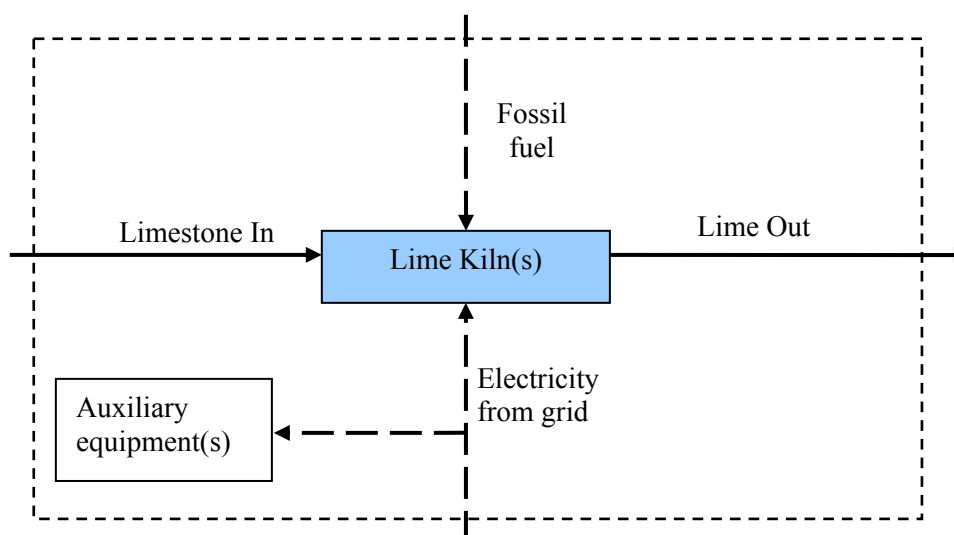 Fossil
fuel
Limestone In
Lime Kiln(s)
Lime Out
Electricity
from grid
Auxiliary
equipment(s)